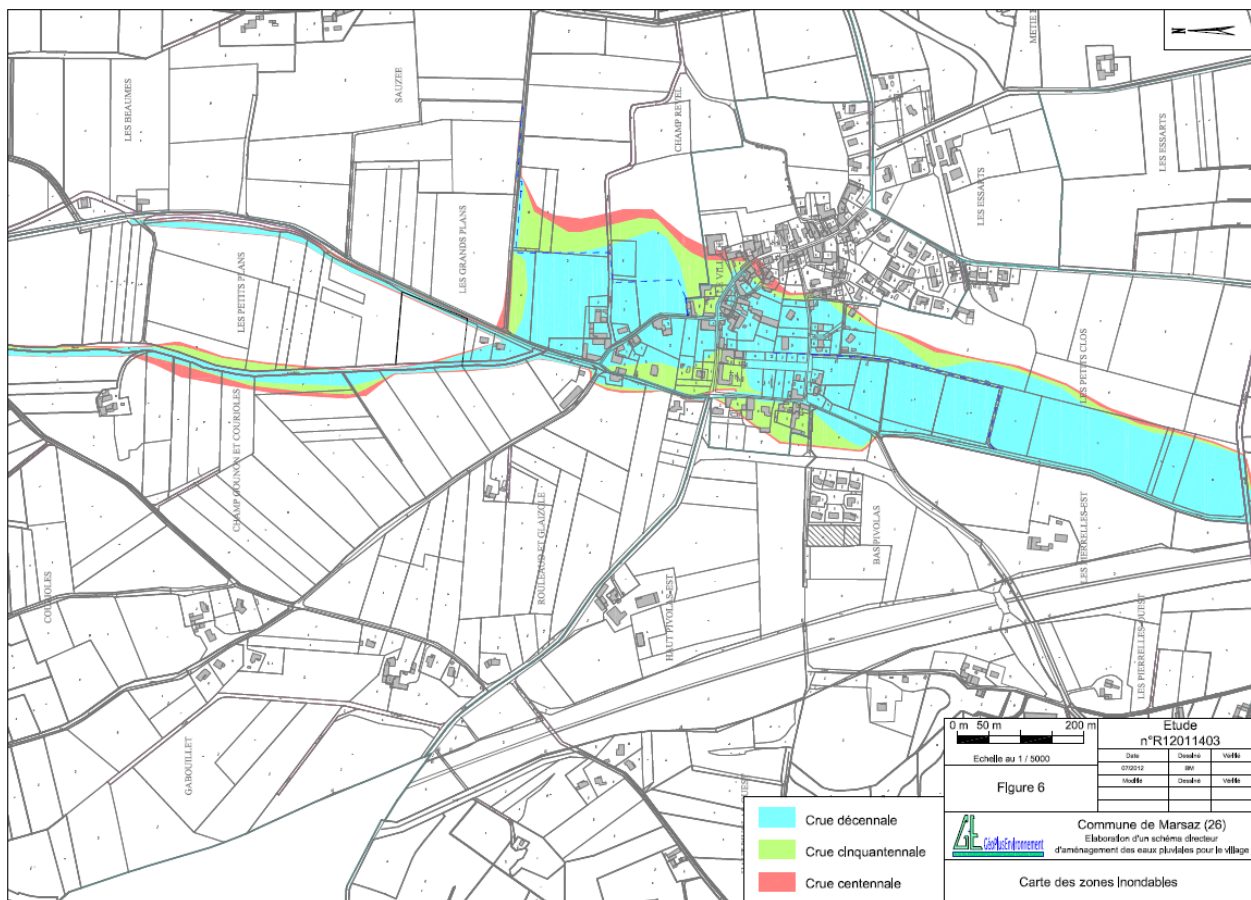 N
LES BEAUMES
SAUZEE
CHAMP REVEL
LES ESSARTS
LES ESSARTS
LES PETITS PLANS
LES GRANDS PLANS
LES PETITS CLOS
CHAMP GOUNON ET COURIOLES
ROULEAUD ET GLAIZOLE
BAS PIVOLAS
LES PIERRELLES-EST
COURIOLES
HAUT PIVOLAS-EST
LES PIERRELLES-OUEST
GABOUILLET
0 m 50 m 200 m
Echelle au 1 / 5000
Figure 6
Etude
n°R12011403
Date Dessiné Vérifié
07/2012 BM
Modifié Dessiné Vérifié
GéoPlusEnvironnement
Commune de Marsaz (26)
Elaboration d'un schéma directeur
d'aménagement des eaux pluviales pour le village
Carte des zones Inondables
Crue décennale
Crue cinquantennale
Crue centennale